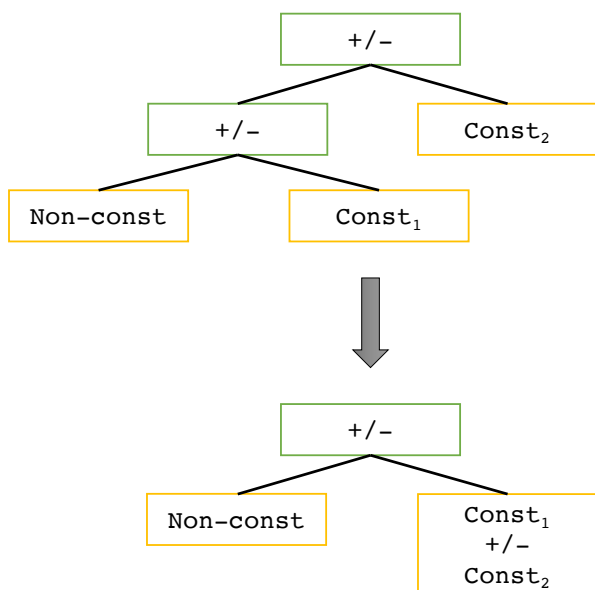 +/-
+/-
Const₂
Non-const
Const₁
+/-
Non-const
Const₁
+/-
Const₂